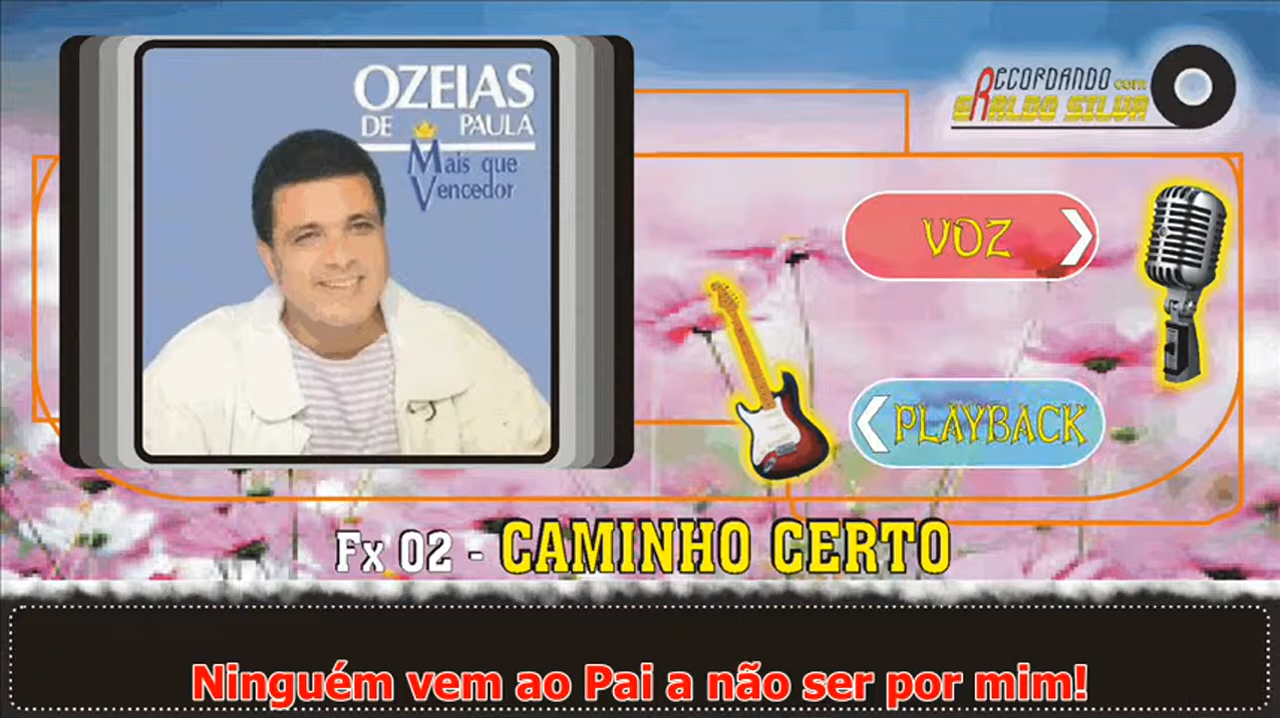 OZEIAS
DE PAULA
Mais que
Vencedor
RECORDANDO com
ERALDO SILVA
VOZ
PLAYBACK
Fx 02 - CAMINHO CERTO
Ninguém vem ao Pai a não ser por mim!